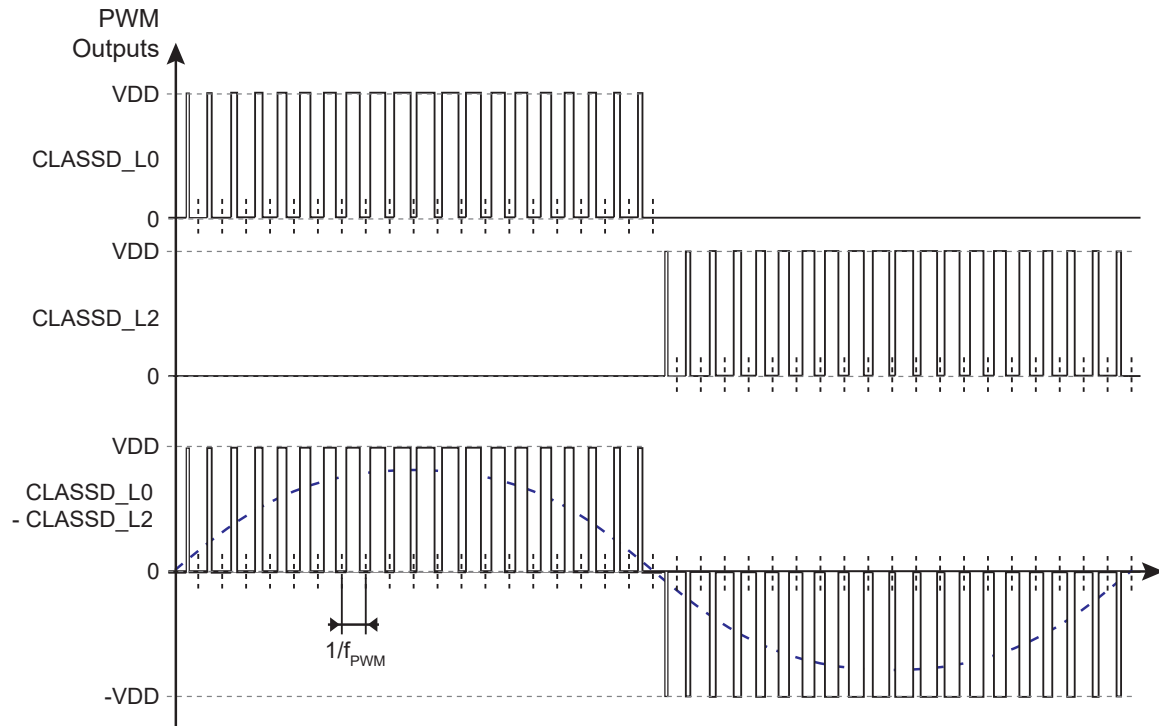 PWM
Outputs
VDD
CLASSD_L0
0
VDD
CLASSD_L2
0
VDD
CLASSD_L0
- CLASSD_L2
0
1/fPWM
-VDD